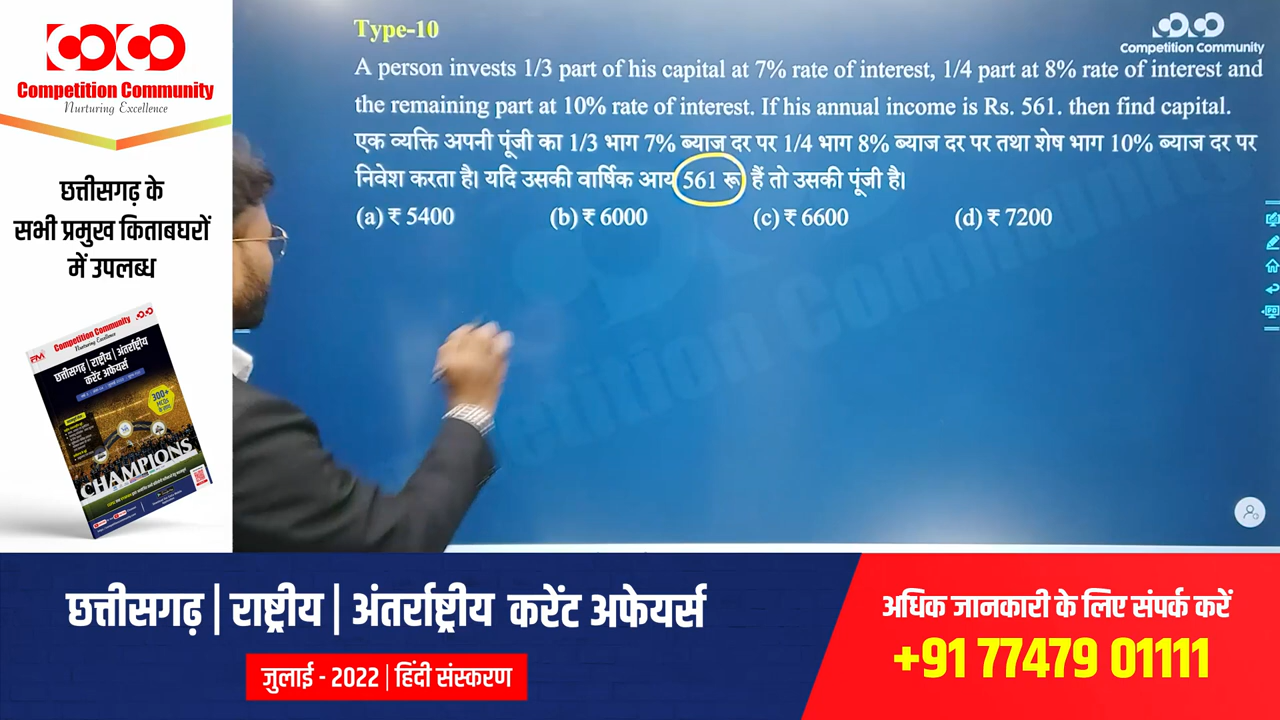 Competition Community
Nurturing Excellence
छत्तीसगढ़ के
सभी प्रमुख किताबघरों
में उपलब्ध
Competition Community
Nurturing Excellence
छत्तीसगढ़ | राष्ट्रीय | अंतर्राष्ट्रीय
करेंट अफेयर्स
300+
MCQs
CHAMPIONS
Type-10
Competition Community
A person invests 1/3 part of his capital at 7% rate of interest, 1/4 part at 8% rate of interest and
the remaining part at 10% rate of interest. If his annual income is Rs. 561. then find capital.
एक व्यक्ति अपनी पूंजी का 1/3 भाग 7% ब्याज दर पर 1/4 भाग 8% ब्याज दर पर तथा शेष भाग 10% ब्याज दर पर
निवेश करता है। यदि उसकी वार्षिक आय 561 रू हैं तो उसकी पूंजी है।
(a) ₹ 5400 (b) ₹ 6000 (c) ₹ 6600 (d) ₹ 7200
छत्तीसगढ़ | राष्ट्रीय | अंतर्राष्ट्रीय करेंट अफेयर्स
जुलाई - 2022 | हिंदी संस्करण
अधिक जानकारी के लिए संपर्क करें
+91 77479 01111